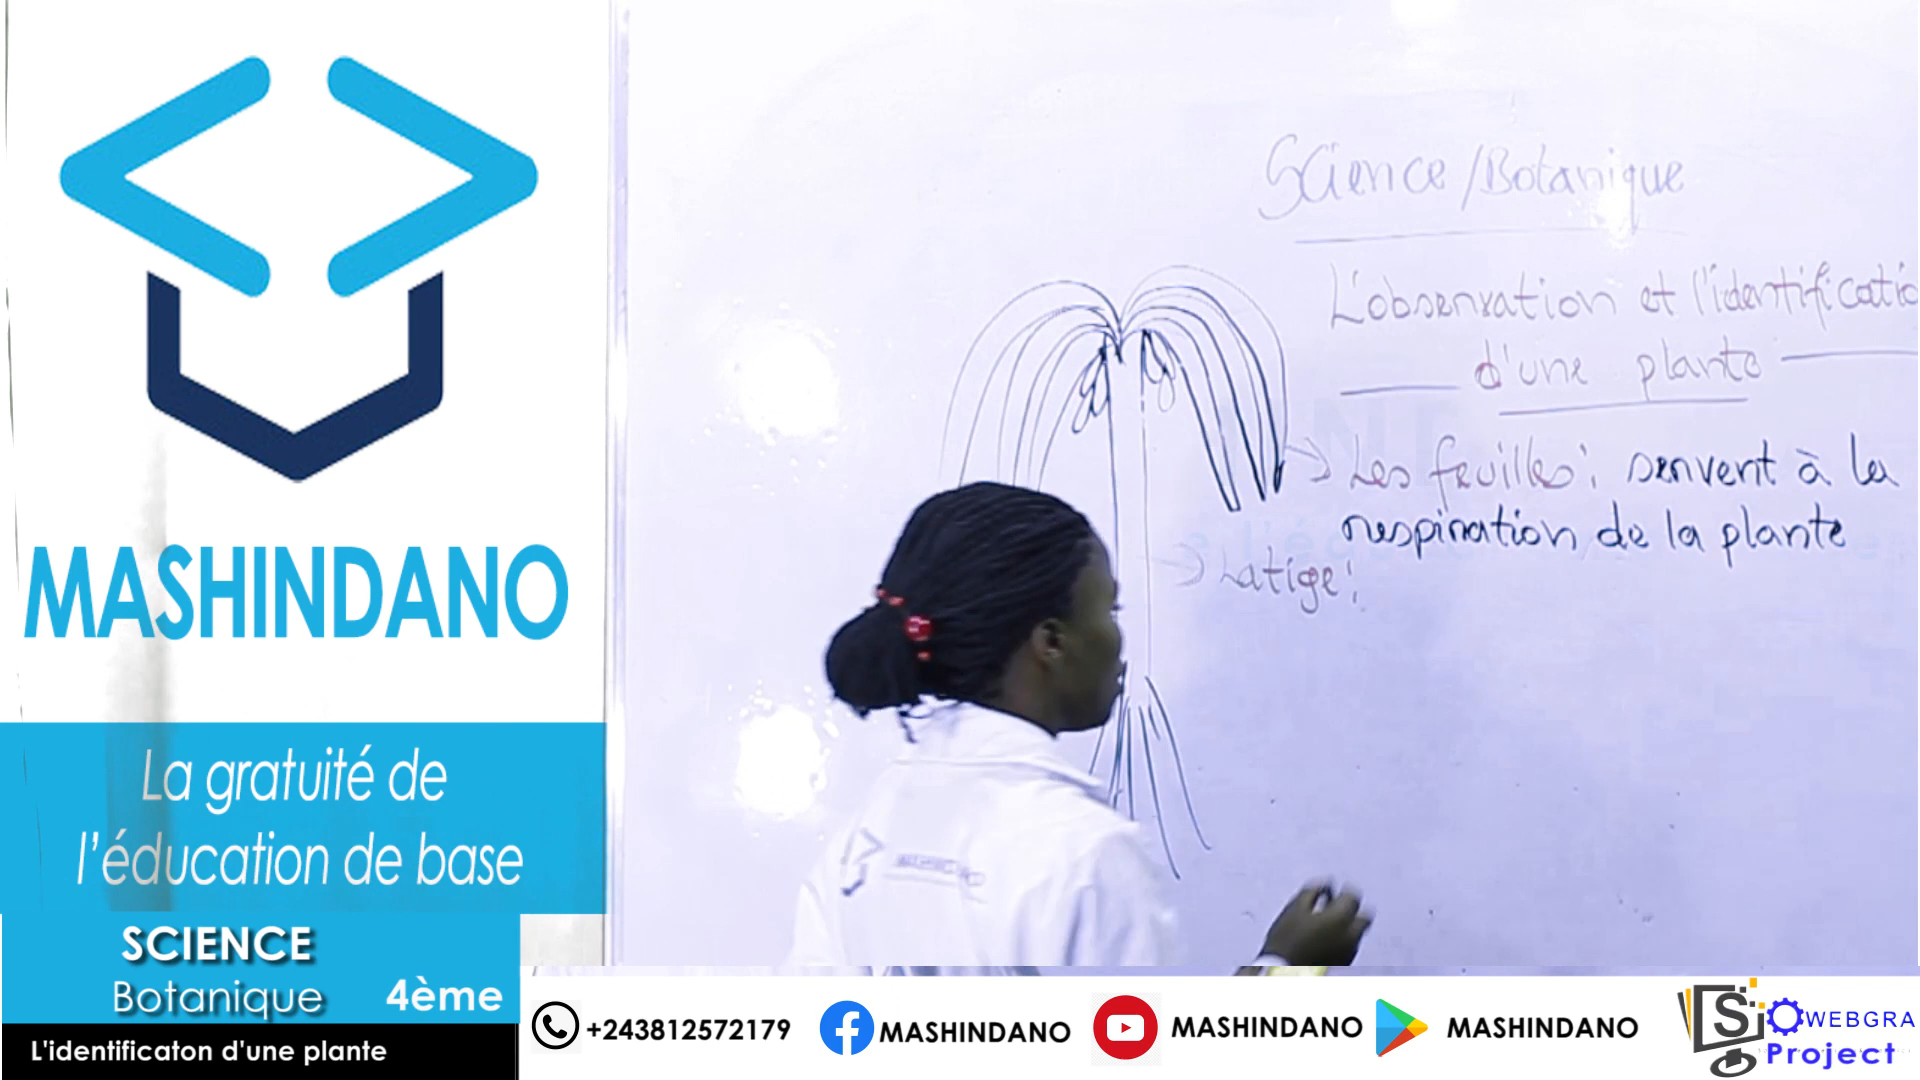 MASHINDANO
La gratuité de
l'éducation de base
SCIENCE
Botanique 4ème
L'identificaton d'une plante
Science/Botanique
L'observation et l'identificatio
d'une plante
Les feuilles: servent à la
respiration de la plante
La tige:
+243812572179
MASHINDANO
MASHINDANO
MASHINDANO
S
WEBGRA
Project